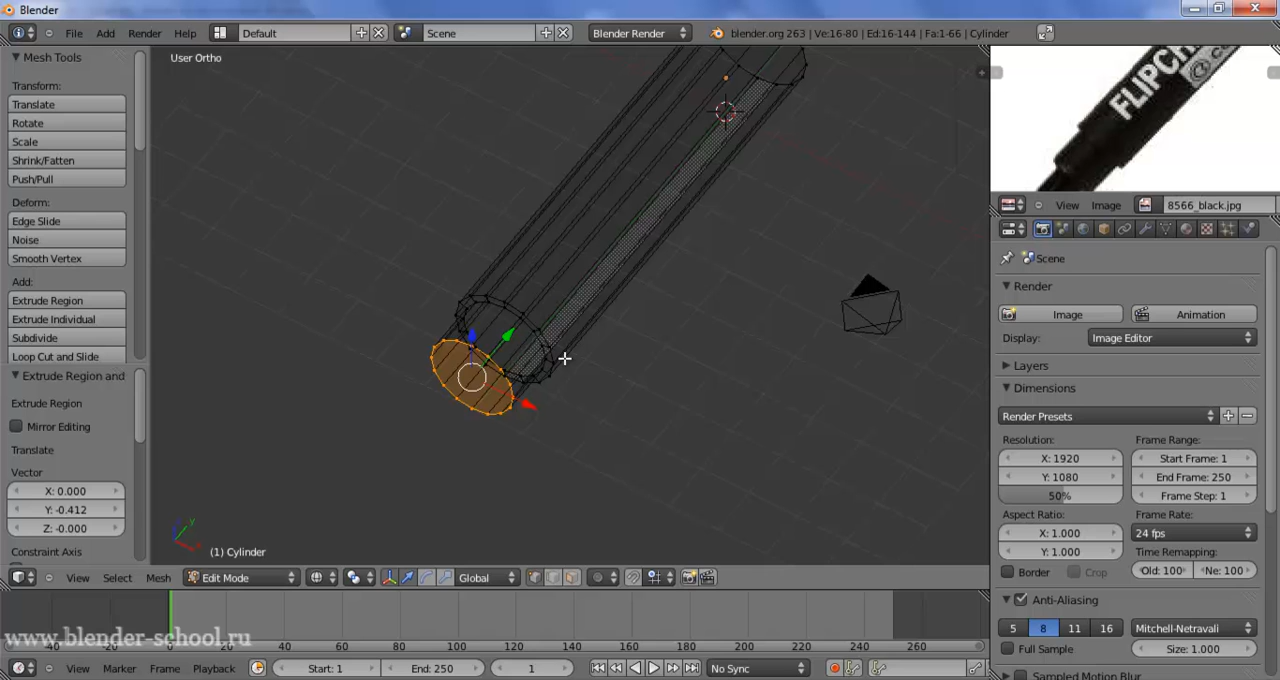 Blender
File Add Render Help Default Scene Blender Render blender.org 263 | Ve:16-80 | Ed:16-144 | Fa:1-66 | Cylinder
Mesh Tools
Transform:
Translate
Rotate
Scale
Shrink/Fatten
Push/Pull
Deform:
Edge Slide
Noise
Smooth Vertex
Add:
Extrude Region
Extrude Individual
Subdivide
Loop Cut and Slide
Extrude Region and
Extrude Region
Mirror Editing
Translate
Vector
X: 0.000
Y: -0.412
Z: -0.000
Constraint Axis
User Ortho
(1) Cylinder
View Select Mesh Edit Mode Global
40 60 80 100 120 140 160 180 200 220 240 260
www.blender-school.ru
View Marker Frame Playback Start: 1 End: 250 1 No Sync
FLIPCH
View Image 8566_black.jpg
Scene
Render
Image Animation
Display: Image Editor
Layers
Dimensions
Render Presets
Resolution: Frame Range:
X: 1920 Start Frame: 1
Y: 1080 End Frame: 250
50% Frame Step: 1
Aspect Ratio: Frame Rate:
X: 1.000 24 fps
Y: 1.000 Time Remapping:
Border Crop Old: 100 Ne: 100
Anti-Aliasing
5 8 11 16 Mitchell-Netravali
Full Sample Size: 1.000
Sampled Motion Blur